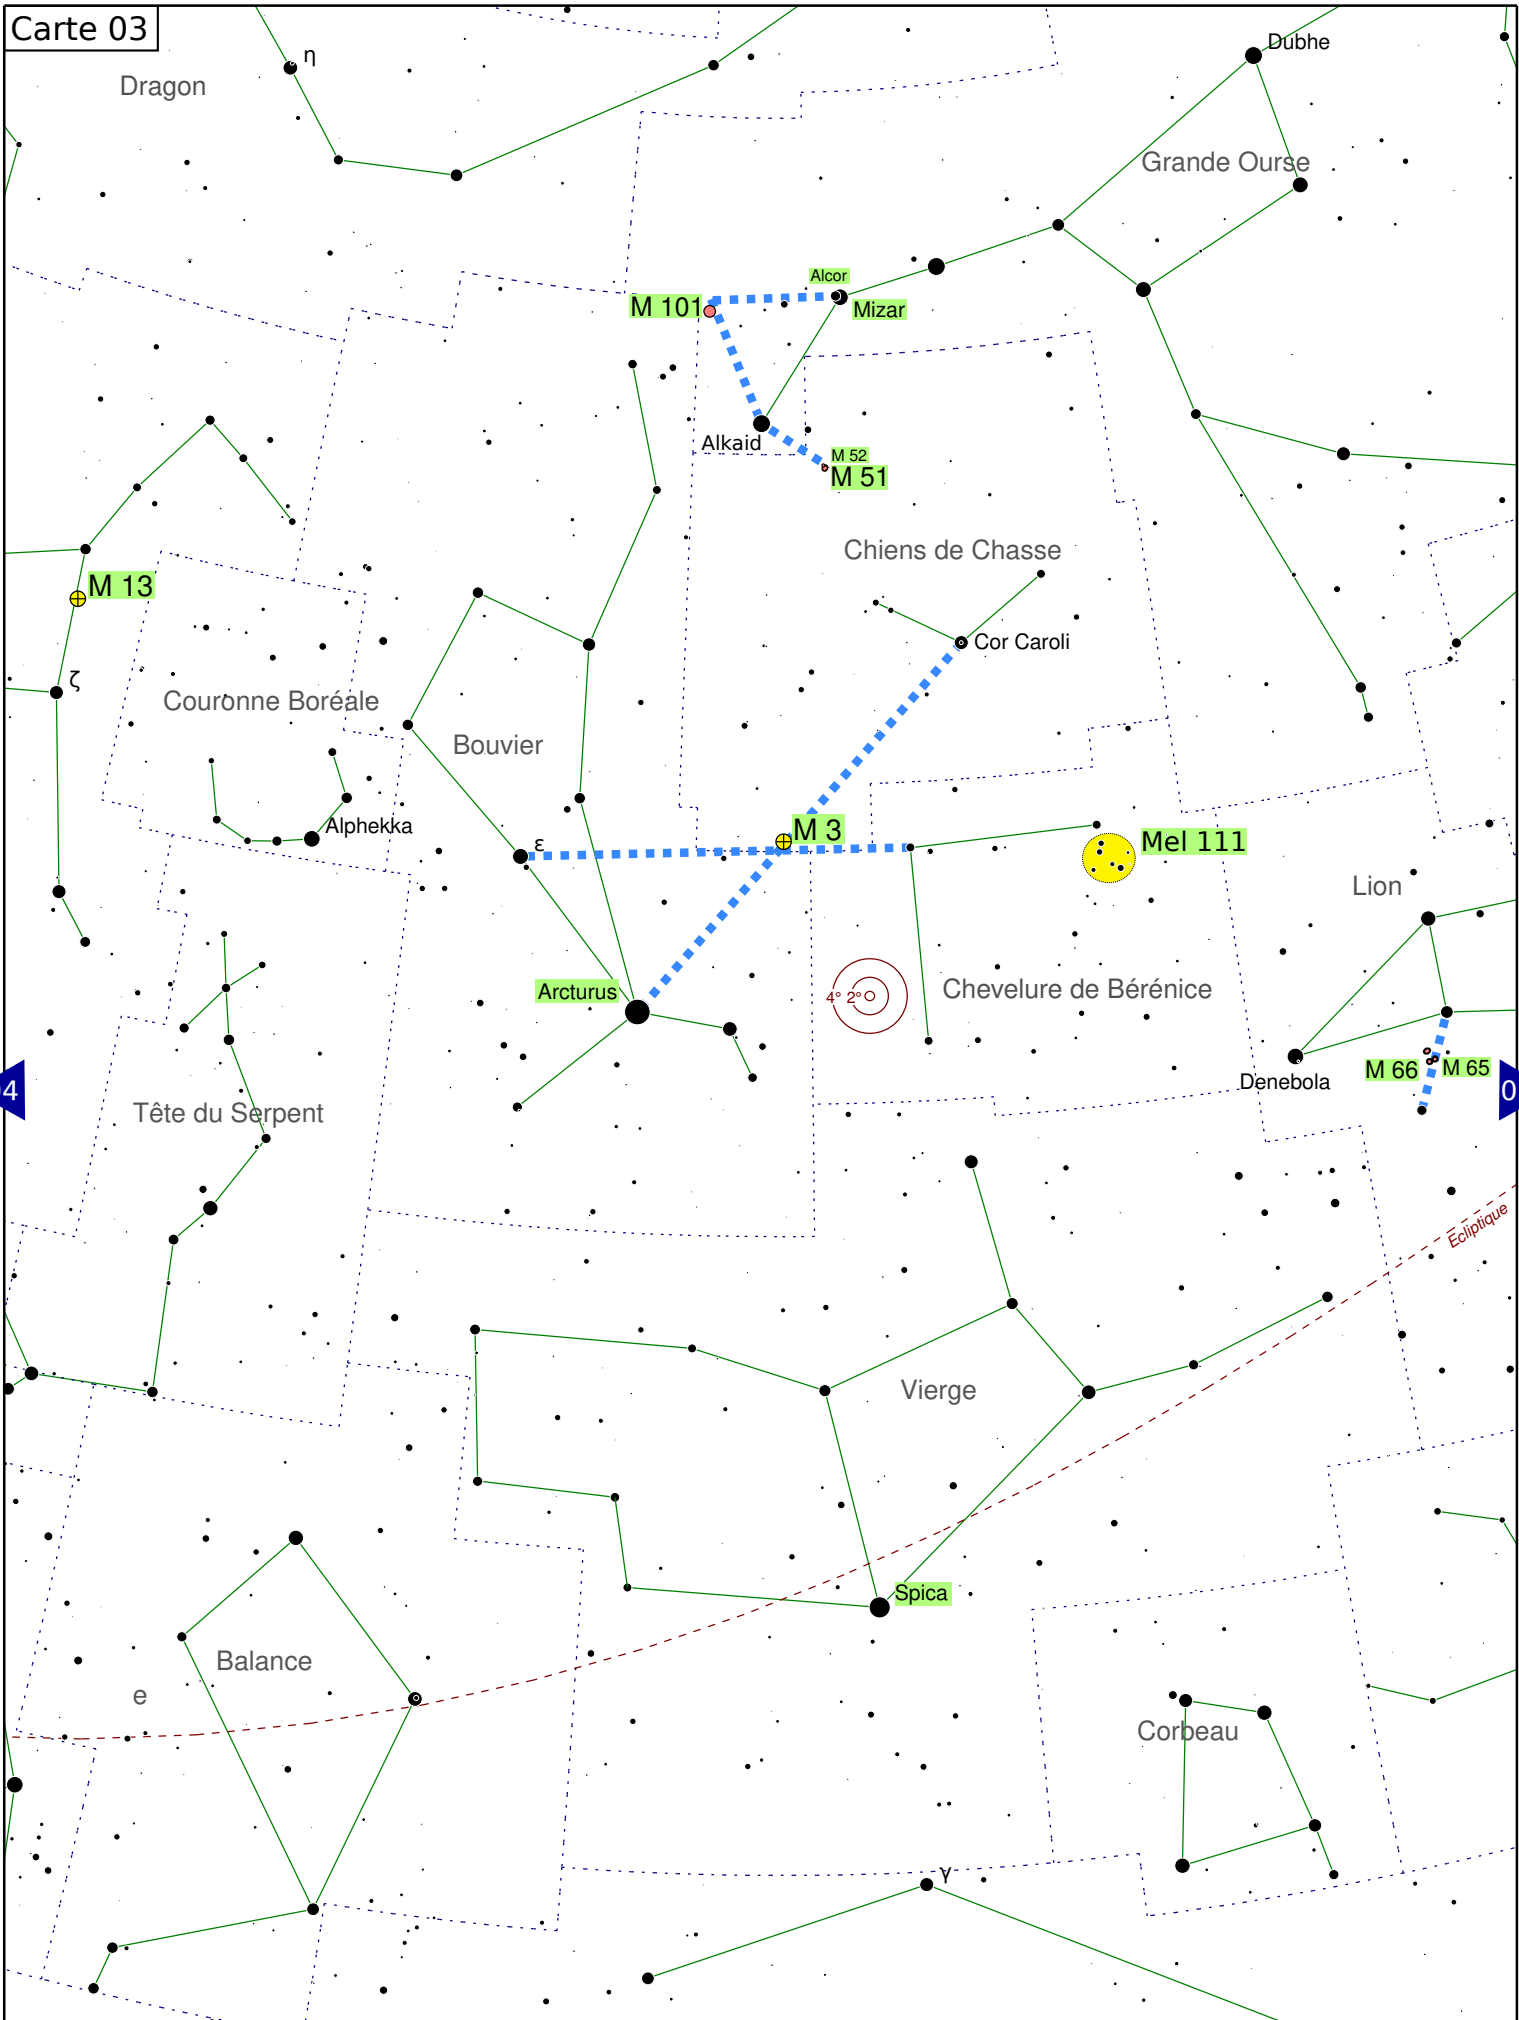 Carte 03
Dubhe
η
Dragon
Grande Ourse
Alcor
M 101
Mizar
Alkaid
M 52
M 51
Chiens de Chasse
M 13
Cor Caroli
ζ
Couronne Boréale
Bouvier
Alphekka
M 3
ε
Mel 111
Lion
Arcturus
4° 2°
Chevelure de Bérénice
M 66
M 65
Denebola
4
0
Tête du Serpent
Ecliptique
Vierge
Spica
Balance
e
Corbeau
γ